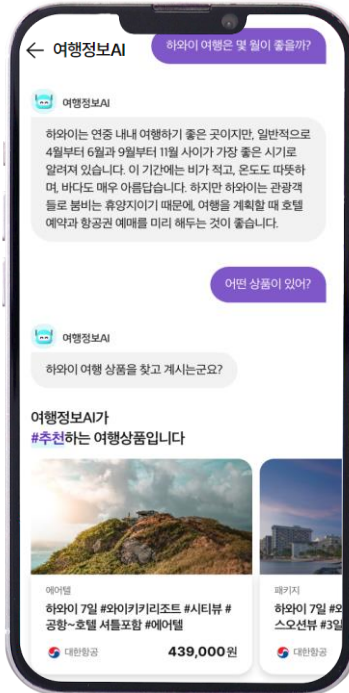 여행정보AI
하와이 여행은 몇 월이 좋을까?
여행정보AI
하와이는 연중 내내 여행하기 좋은 곳이지만, 일반적으로
4월부터 6월과 9월부터 11월 사이가 가장 좋은 시기로
알려져 있습니다. 이 기간에는 비가 적고, 온도도 따뜻하
며, 바다도 매우 아름답습니다. 하지만 하와이는 관광객
들로 붐비는 휴양지이기 때문에, 여행을 계획할 때 호텔
예약과 항공권 예매를 미리 해두는 것이 좋습니다.
어떤 상품이 있어?
여행정보AI
하와이 여행 상품을 찾고 계시는군요?
여행정보AI가
#추천하는 여행상품입니다
에어텔
하와이 7일 #와이키키리조트 #시티뷰 #
공항~호텔 셔틀포함 #에어텔
대한항공
439,000원
패키지
하와이 7일
스오션뷰 #3일
대한항공